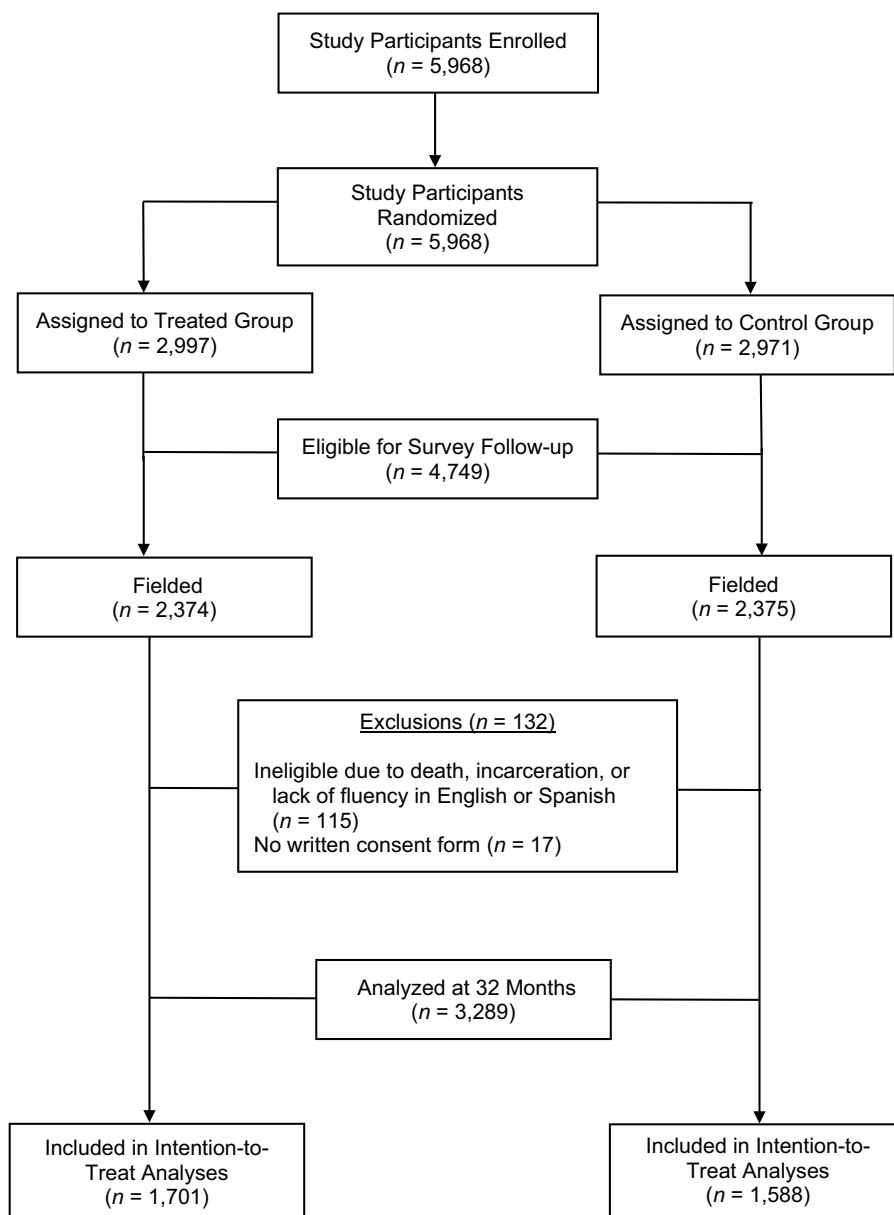 Study Participants Enrolled
(n = 5,968)
Study Participants
Randomized
(n = 5,968)
Assigned to Treated Group
(n = 2,997)
Assigned to Control Group
(n = 2,971)
Eligible for Survey Follow-up
(n = 4,749)
Fielded
(n = 2,374)
Fielded
(n = 2,375)
Exclusions (n = 132)
Ineligible due to death, incarceration, or
lack of fluency in English or Spanish
(n = 115)
No written consent form (n = 17)
Analyzed at 32 Months
(n = 3,289)
Included in Intention-to-
Treat Analyses
(n = 1,701)
Included in Intention-to-
Treat Analyses
(n = 1,588)